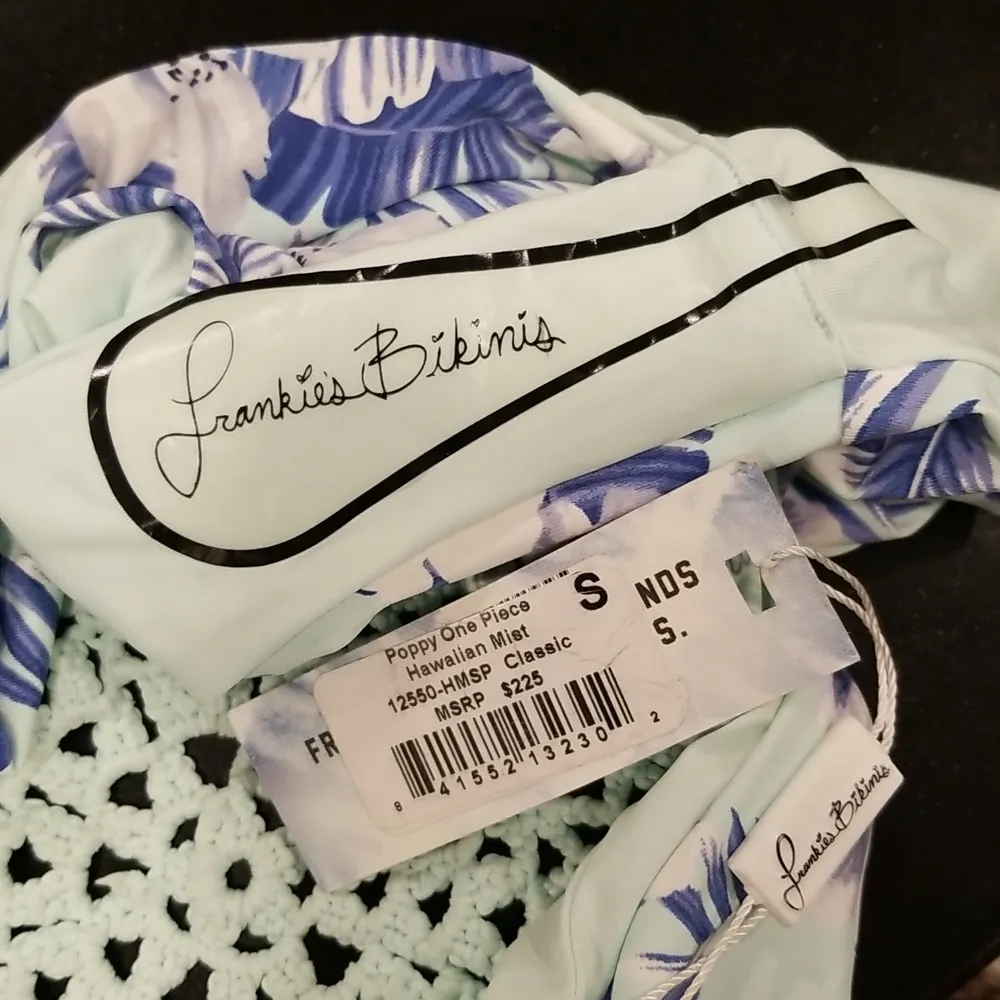 Frankie's Bikinis
S
NDS
S.
FR
Poppy One Piece
Hawaiian Mist
12550-HMSP Classic
MSRP $225
8 41552 13230 2
Frankie's Bikinis